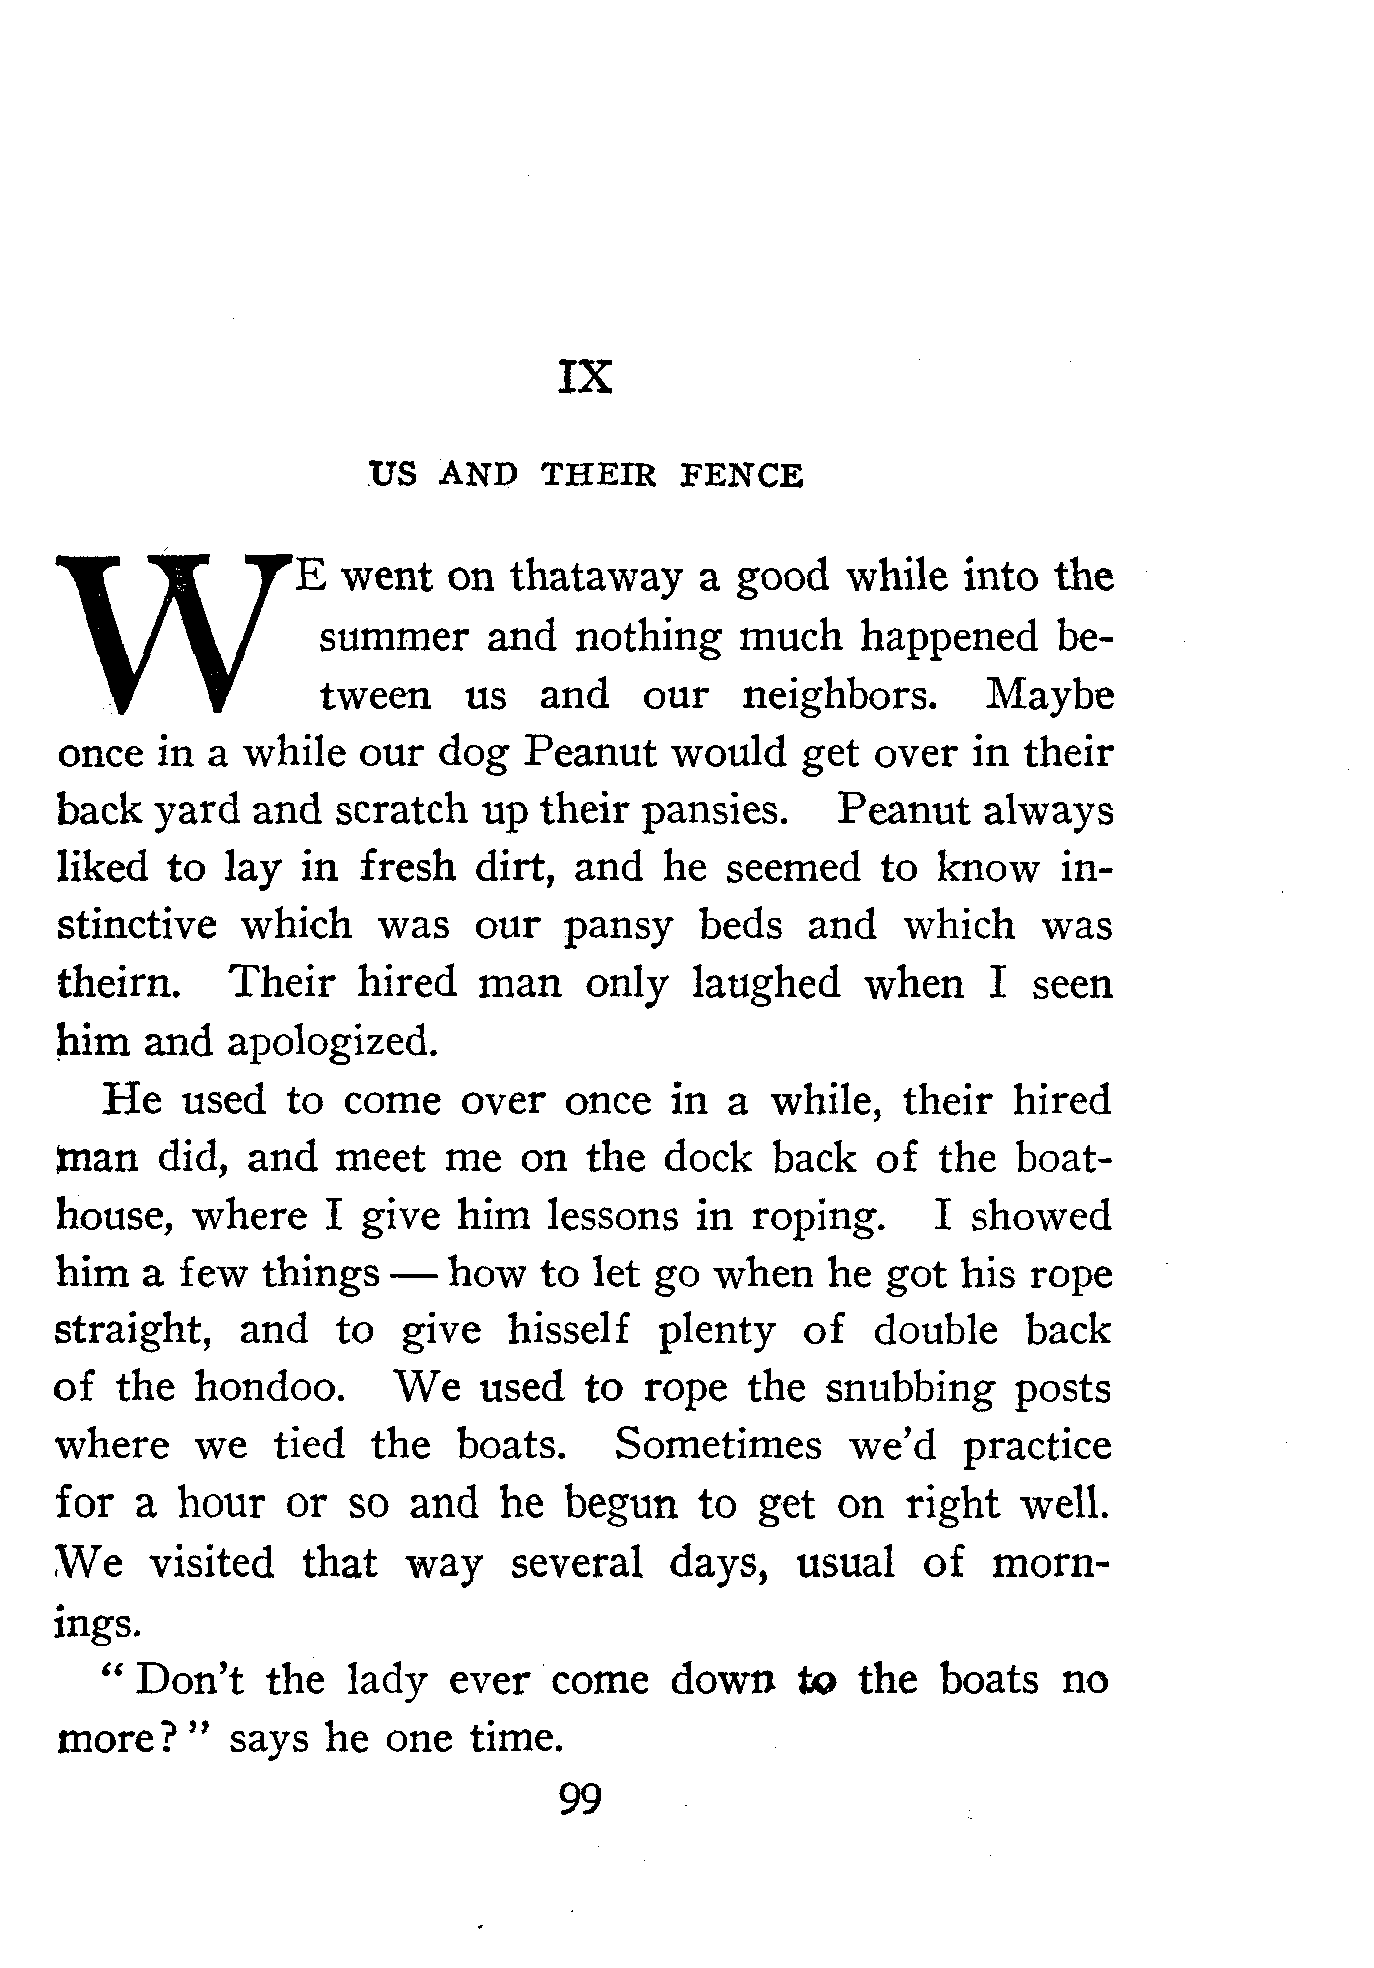 IX
US AND THEIR FENCE
WE went on thataway a good while into the
summer and nothing much happened be-
tween us and our neighbors. Maybe
once in a while our dog Peanut would get over in their
back yard and scratch up their pansies. Peanut always
liked to lay in fresh dirt, and he seemed to know in-
stinctive which was our pansy beds and which was
theirn. Their hired man only laughed when I seen
him and apologized.
He used to come over once in a while, their hired
man did, and meet me on the dock back of the boat-
house, where I give him lessons in roping. I showed
him a few things — how to let go when he got his rope
straight, and to give hisself plenty of double back
of the hondoo. We used to rope the snubbing posts
where we tied the boats. Sometimes we'd practice
for a hour or so and he begun to get on right well.
We visited that way several days, usual of morn-
ings.
" Don't the lady ever come down to the boats no
more? " says he one time.
99